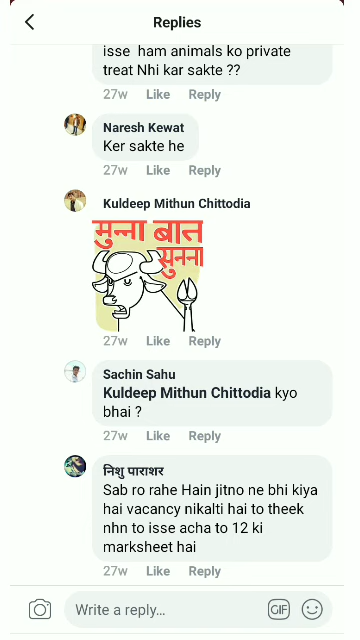 Replies
isse ham animals ko private
treat Nhi kar sakte ??
27w Like Reply
Naresh Kewat
Ker sakte he
27w Like Reply
Kuldeep Mithun Chittodia
मुन्ना बात
सुनना
27w Like Reply
Sachin Sahu
Kuldeep Mithun Chittodia kyo
bhai ?
27w Like Reply
निशु पाराशर
Sab ro rahe Hain jitno ne bhi kiya
hai vacancy nikalti hai to theek
nhn to isse acha to 12 ki
marksheet hai
27w Like Reply
Write a reply...
GIF